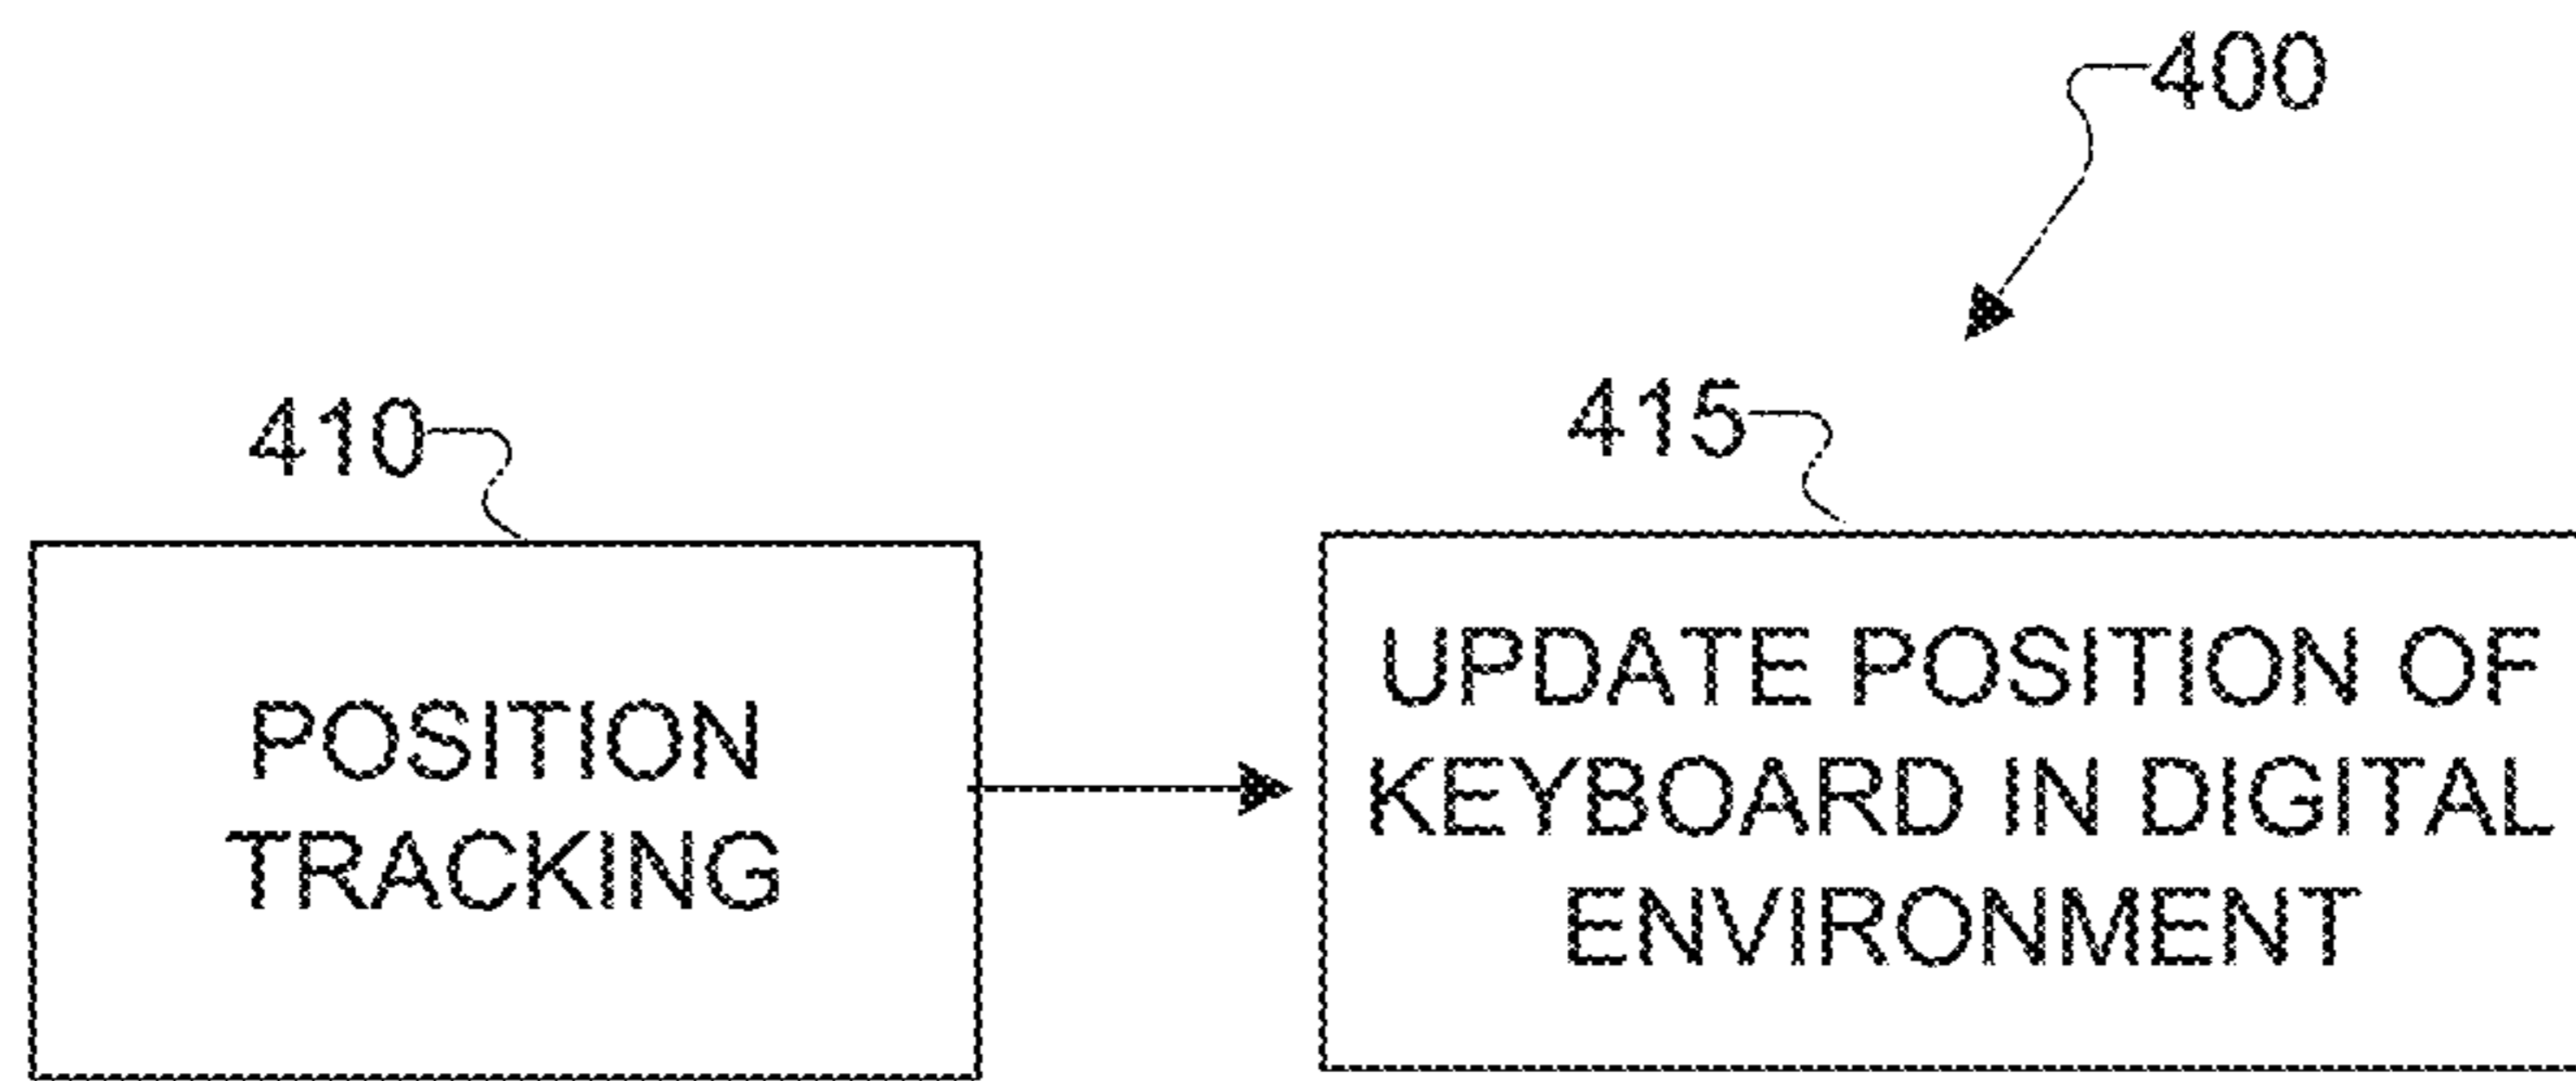 400
410
415
POSITION
TRACKING
UPDATE POSITION OF
KEYBOARD IN DIGITAL
ENVIRONMENT